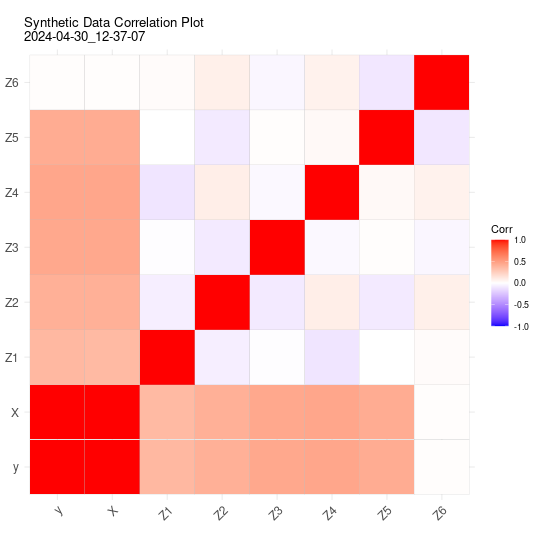 Synthetic Data Correlation Plot
2024-04-30_12-37-07
Z6
Z5
Z4
Z3
Z2
Z1
X
y
y X Z1 Z2 Z3 Z4 Z5 Z6
Corr
1.0
0.5
0.0
-0.5
-1.0